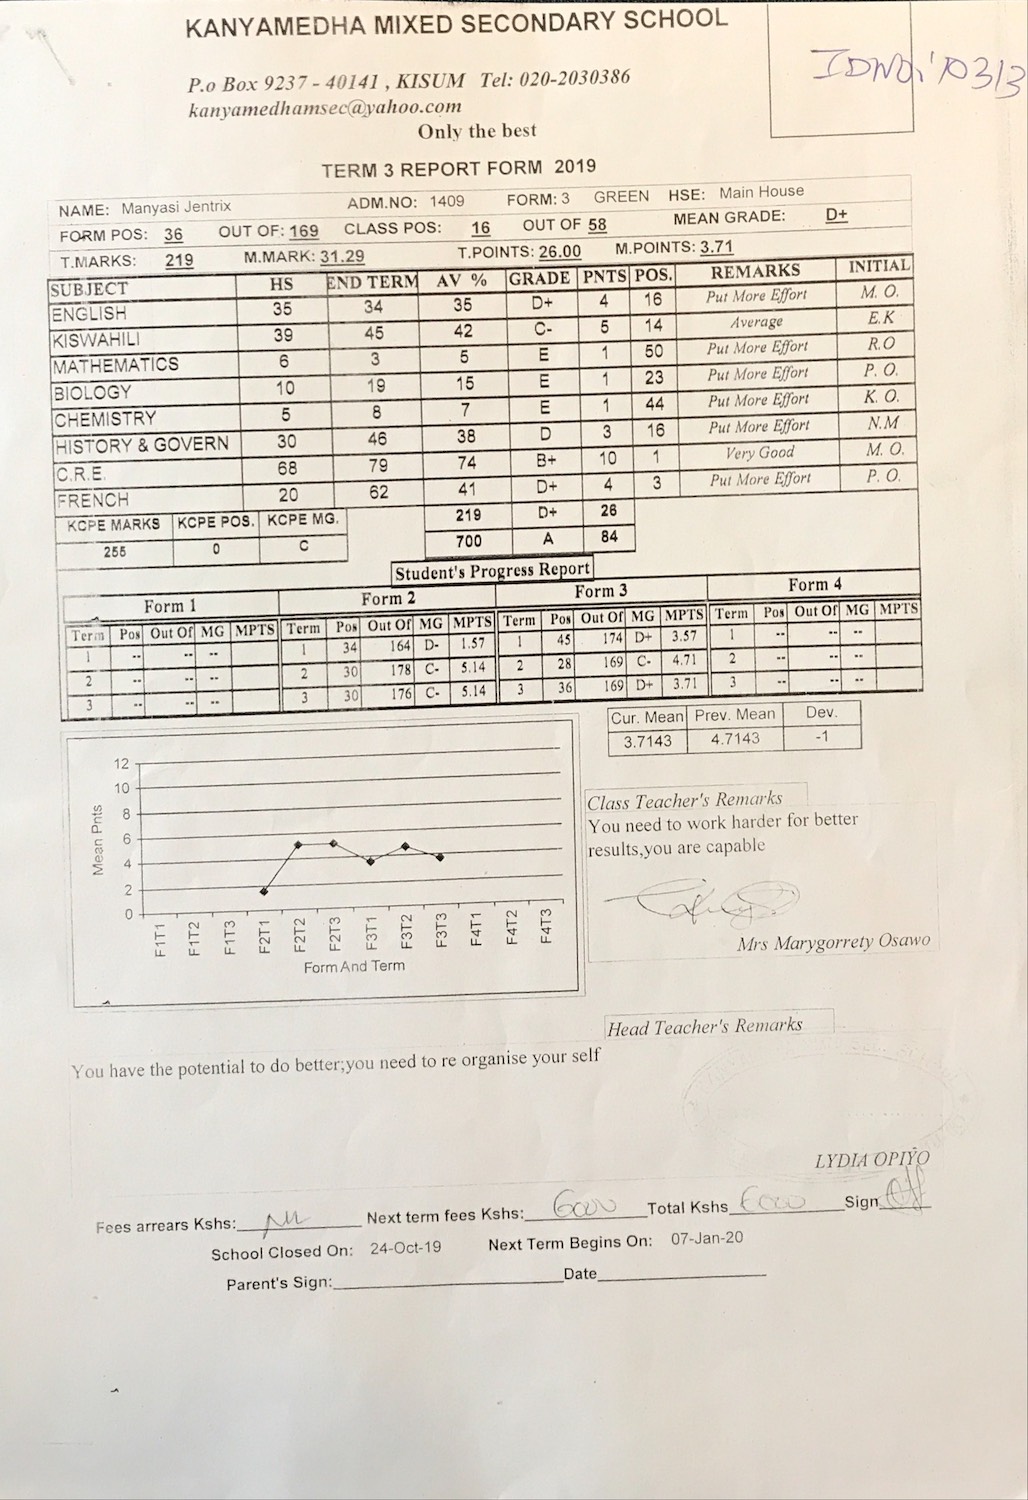 KANYAMEDHA MIXED SECONDARY SCHOOL
P.o Box 9237 - 40141 , KISUM Tel: 020-2030386
kanyamedhamsec@yahoo.com
Only the best
TERM 3 REPORT FORM 2019
NAME: Manyasi Jentrix ADM.NO: 1409 FORM: 3 GREEN HSE: Main House
FORM POS: 36 OUT OF: 169 CLASS POS: 16 OUT OF 58 MEAN GRADE: D+
T.MARKS: 219 M.MARK: 31.29 T.POINTS: 26.00 M.POINTS: 3.71
SUBJECT HS END TERM AV % GRADE PNTS POS. REMARKS INITIAL
ENGLISH 35 34 35 D+ 4 16 Put More Effort M. O.
KISWAHILI 39 45 42 C- 5 14 Average E.K
MATHEMATICS 6 3 5 E 1 50 Put More Effort R.O
BIOLOGY 10 19 15 E 1 23 Put More Effort P. O.
CHEMISTRY 5 8 7 E 1 44 Put More Effort K. O.
HISTORY & GOVERN 30 46 38 D 3 16 Put More Effort N.M
C.R.E. 68 79 74 B+ 10 1 Very Good M. O.
FRENCH 20 62 41 D+ 4 3 Put More Effort P. O.
KCPE MARKS KCPE POS. KCPE MG. 219 D+ 26
255 0 C 700 A 84
Student's Progress Report
Form 1 Form 2 Form 3 Form 4
Term Pos Out Of MG MPTS Term Pos Out Of MG MPTS Term Pos Out Of MG MPTS Term Pos Out Of MG MPTS
1 -- -- -- 1 34 164 D- 1.57 1 45 174 D+ 3.57 1 -- -- --
2 -- -- -- 2 30 178 C- 5.14 2 28 169 C- 4.71 2 -- -- --
3 -- -- -- 3 30 176 C- 5.14 3 36 169 D+ 3.71 3 -- -- --
Cur. Mean Prev. Mean Dev.
3.7143 4.7143 -1
Mean Pnts
12
10
8
6
4
2
0
F1T1 F1T2 F1T3 F2T1 F2T2 F2T3 F3T1 F3T2 F3T3 F4T1 F4T2 F4T3
Form And Term
Class Teacher's Remarks
You need to work harder for better
results,you are capable
Mrs Marygorrety Osawo
Head Teacher's Remarks
You have the potential to do better;you need to re organise your self
LYDIA OPIYO
Fees arrears Kshs: Nil Next term fees Kshs: 6000 Total Kshs 6000 Sign
School Closed On: 24-Oct-19 Next Term Begins On: 07-Jan-20
Parent's Sign: Date